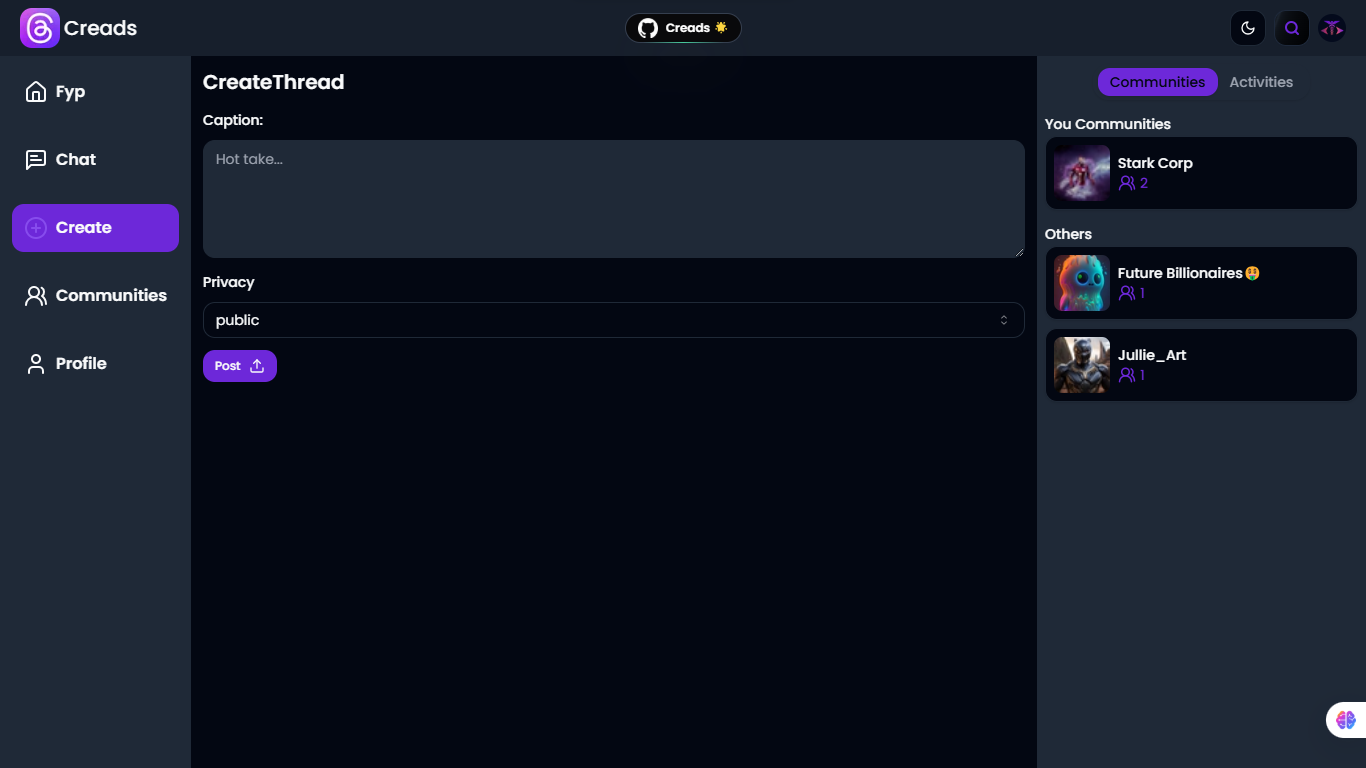 Creads
Creads 🌟
Fyp
Chat
Create
Communities
Profile
CreateThread
Caption:
Hot take...
Privacy
public
Post
Communities Activities
You Communities
Stark Corp
2
Others
Future Billionaires🤑
1
Jullie_Art
1